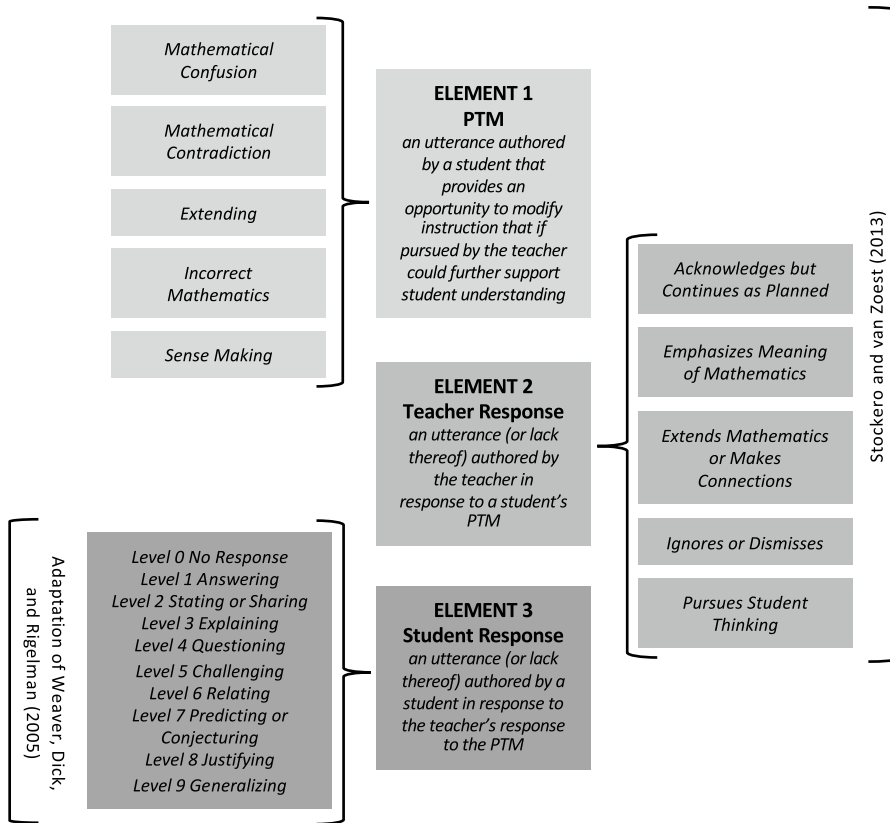 Mathematical
Confusion
Mathematical
Contradiction
Extending
Incorrect
Mathematics
Sense Making
ELEMENT 1
PTM
an utterance authored
by a student that
provides an
opportunity to modify
instruction that if
pursued by the teacher
could further support
student understanding
ELEMENT 2
Teacher Response
an utterance (or lack
thereof) authored by
the teacher in
response to a student’s
PTM
Acknowledges but
Continues as Planned
Emphasizes Meaning
of Mathematics
Extends Mathematics
or Makes
Connections
Ignores or Dismisses
Pursues Student
Thinking
Stockero and van Zoest (2013)
Adaptation of Weaver, Dick,
and Rigelman (2005)
Level 0 No Response
Level 1 Answering
Level 2 Stating or Sharing
Level 3 Explaining
Level 4 Questioning
Level 5 Challenging
Level 6 Relating
Level 7 Predicting or
Conjecturing
Level 8 Justifying
Level 9 Generalizing
ELEMENT 3
Student Response
an utterance (or lack
thereof) authored by a
student in response to
the teacher’s response
to the PTM